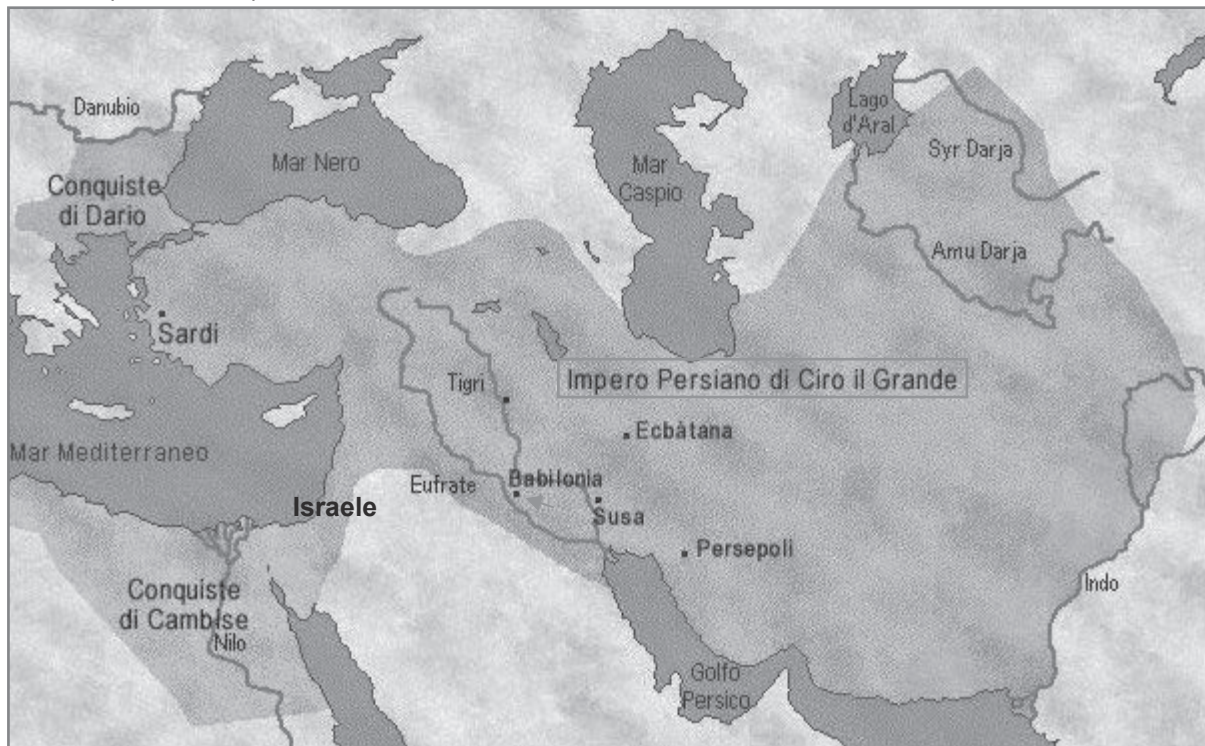 Danubio
Mar Nero
Conquiste
di Dario
Mar
Caspio
Lago
d'Aral
Syr Darja
Amu Darja
Sardi
Tigri
Impero Persiano di Ciro il Grande
Ecbàtana
Mar Mediterraneo
Eufrate
Babilonia
Israele
Susa
Persepoli
Conquiste
di Cambise
Nilo
Indo
Golfo
Persico